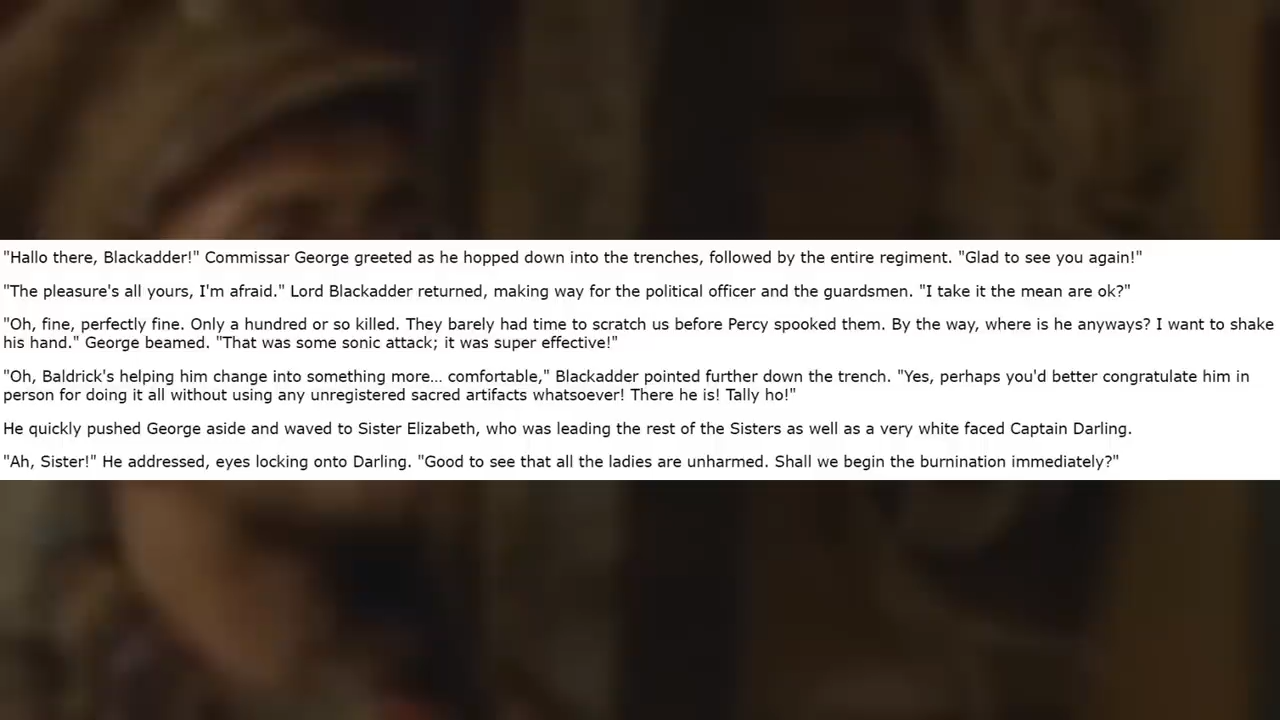 "Hallo there, Blackadder!" Commissar George greeted as he hopped down into the trenches, followed by the entire regiment. "Glad to see you again!"
"The pleasure's all yours, I'm afraid." Lord Blackadder returned, making way for the political officer and the guardsmen. "I take it the mean are ok?"
"Oh, fine, perfectly fine. Only a hundred or so killed. They barely had time to scratch us before Percy spooked them. By the way, where is he anyways? I want to shake
his hand." George beamed. "That was some sonic attack; it was super effective!"
"Oh, Baldrick's helping him change into something more... comfortable," Blackadder pointed further down the trench. "Yes, perhaps you'd better congratulate him in
person for doing it all without using any unregistered sacred artifacts whatsoever! There he is! Tally ho!"
He quickly pushed George aside and waved to Sister Elizabeth, who was leading the rest of the Sisters as well as a very white faced Captain Darling.
"Ah, Sister!" He addressed, eyes locking onto Darling. "Good to see that all the ladies are unharmed. Shall we begin the burnination immediately?"